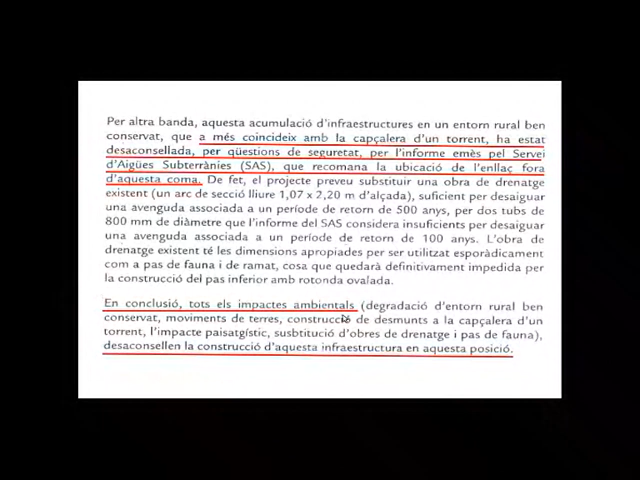 Per altra banda, aquesta acumulació d'infraestructures en un entorn rural ben
conservat, que a més coincideix amb la capçalera d'un torrent, ha estat
desaconsellada, per qüestions de seguretat, per l'informe emès pel Servei
d'Aigües Subterrànies (SAS), que recomana la ubicació de l'enllaç fora
d'aquesta coma. De fet, el projecte preveu substituir una obra de drenatge
existent (un arc de secció lliure 1,07 x 2,20 m d'alçada), suficient per desaiguar
una avenguda associada a un període de retorn de 500 anys, per dos tubs de
800 mm de diàmetre que l'informe del SAS considera insuficients per desaiguar
una avenguda associada a un període de retorn de 100 anys. L'obra de
drenatge existent té les dimensions apropiades per ser utilitzat esporàdicament
com a pas de fauna i de ramat, cosa que quedarà definitivament impedida per
la construcció del pas inferior amb rotonda ovalada.
En conclusió, tots els impactes ambientals (degradació d'entorn rural ben
conservat, moviments de terres, construcció de desmunts a la capçalera d'un
torrent, l'impacte paisatgístic, susbtitució d'obres de drenatge i pas de fauna),
desaconsellen la construcció d'aquesta infraestructura en aquesta posició.